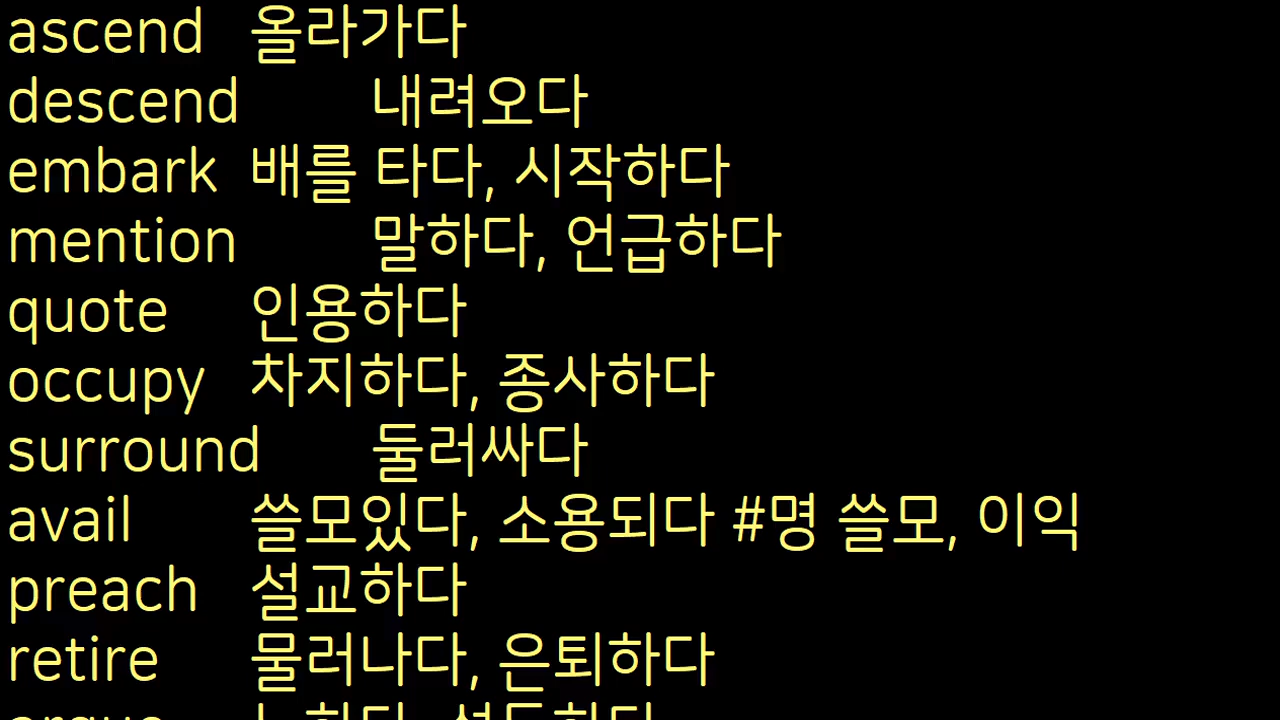 ascend 올라가다
descend 내려오다
embark 배를 타다, 시작하다
mention 말하다, 언급하다
quote 인용하다
occupy 차지하다, 종사하다
surround 둘러싸다
avail 쓸모있다, 소용되다 #명 쓸모, 이익
preach 설교하다
retire 물러나다, 은퇴하다